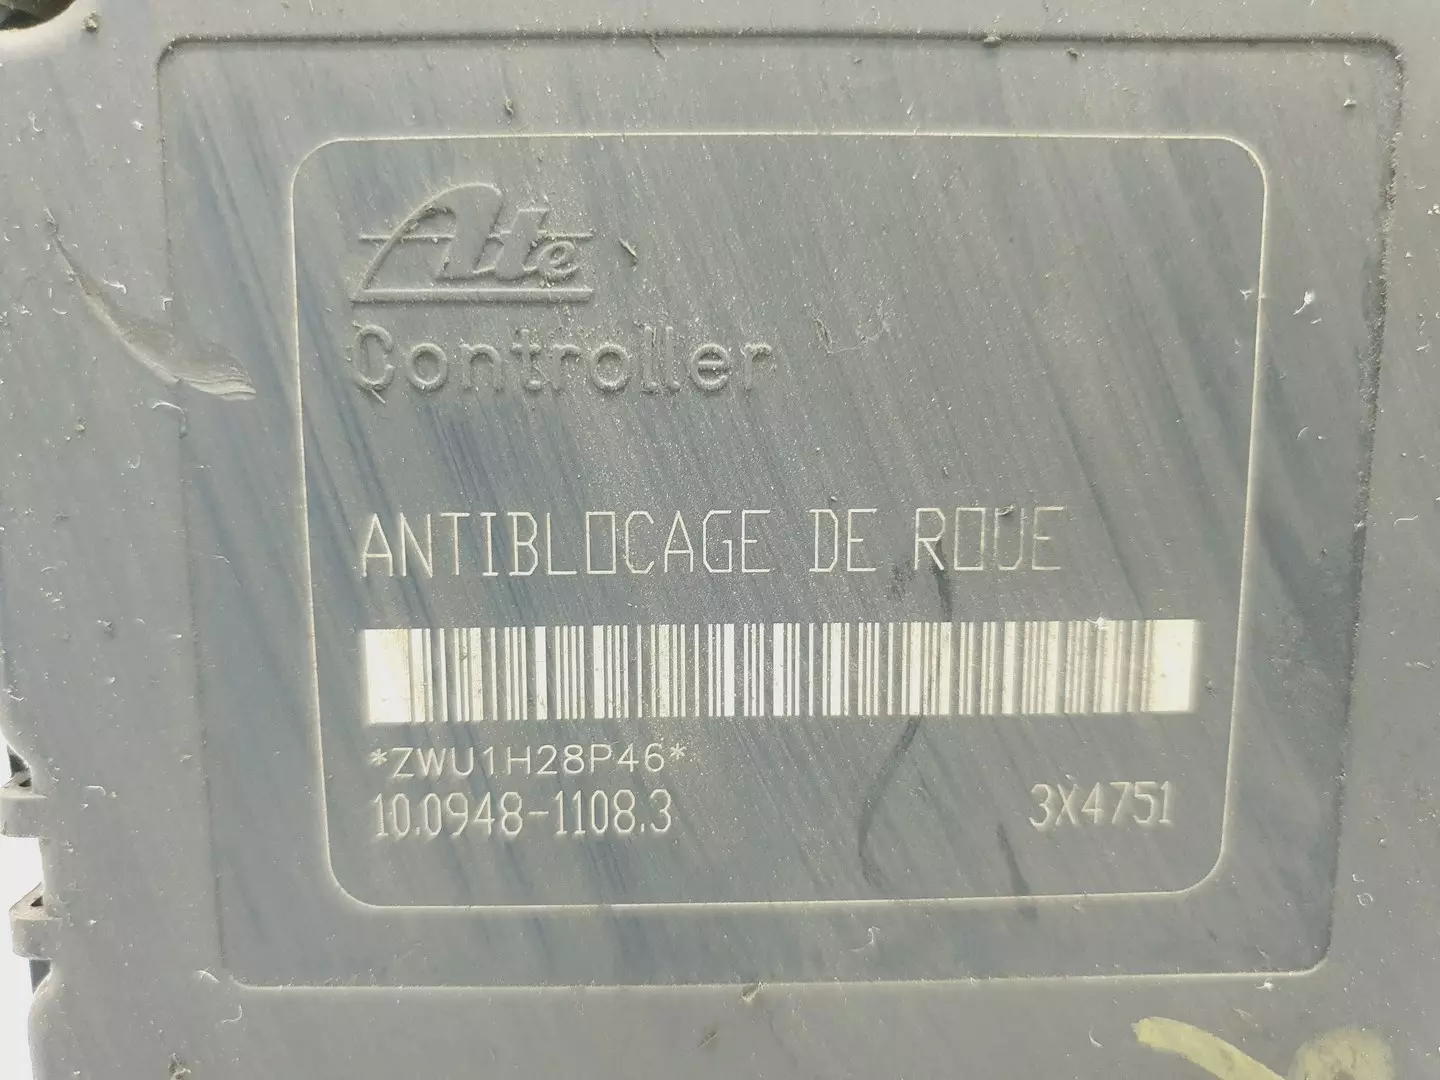 Ate
Controller
ANTIBLOCAGE DE ROUE
*ZWU1H28P46*
10.0948-1108.3
3X4751